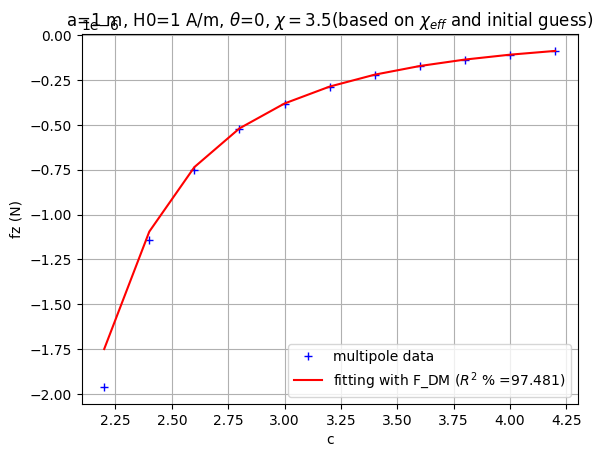 a=1 m, H0=1 A/m, θ=0, χ = 3.5(based on χeff and initial guess)
1e−6
0.00
−0.25
−0.50
−0.75
−1.00
−1.25
−1.50
−1.75
−2.00
fz (N)
multipole data
fitting with F_DM (R² % =97.481)
2.25 2.50 2.75 3.00 3.25 3.50 3.75 4.00 4.25
c